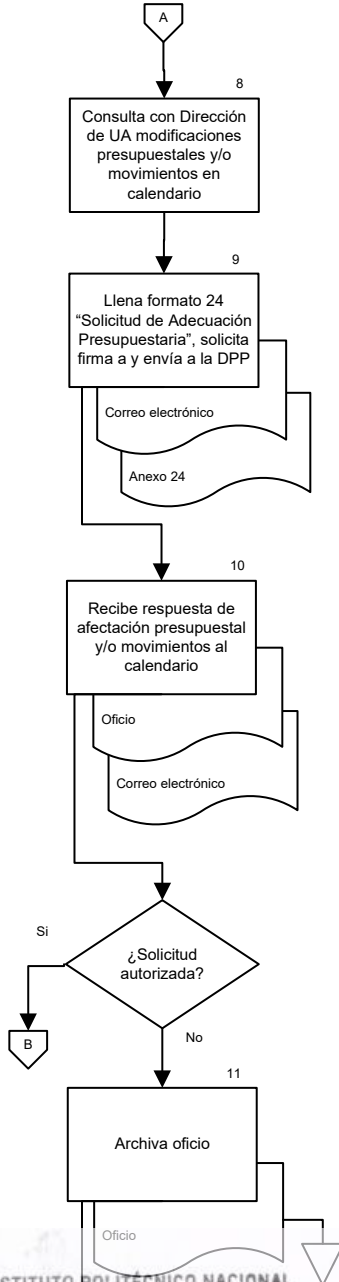 A
8
Consulta con Dirección
de UA modificaciones
presupuestales y/o
movimientos en
calendario
9
Llena formato 24
“Solicitud de Adecuación
Presupuestaria”, solicita
firma a y envía a la DPP
Correo electrónico
Anexo 24
10
Recibe respuesta de
afectación presupuestal
y/o movimientos al
calendario
Oficio
Correo electrónico
Si
¿Solicitud
autorizada?
B
No
11
Archiva oficio
Oficio
INSTITUTO POLITÉCNICO NACIONAL